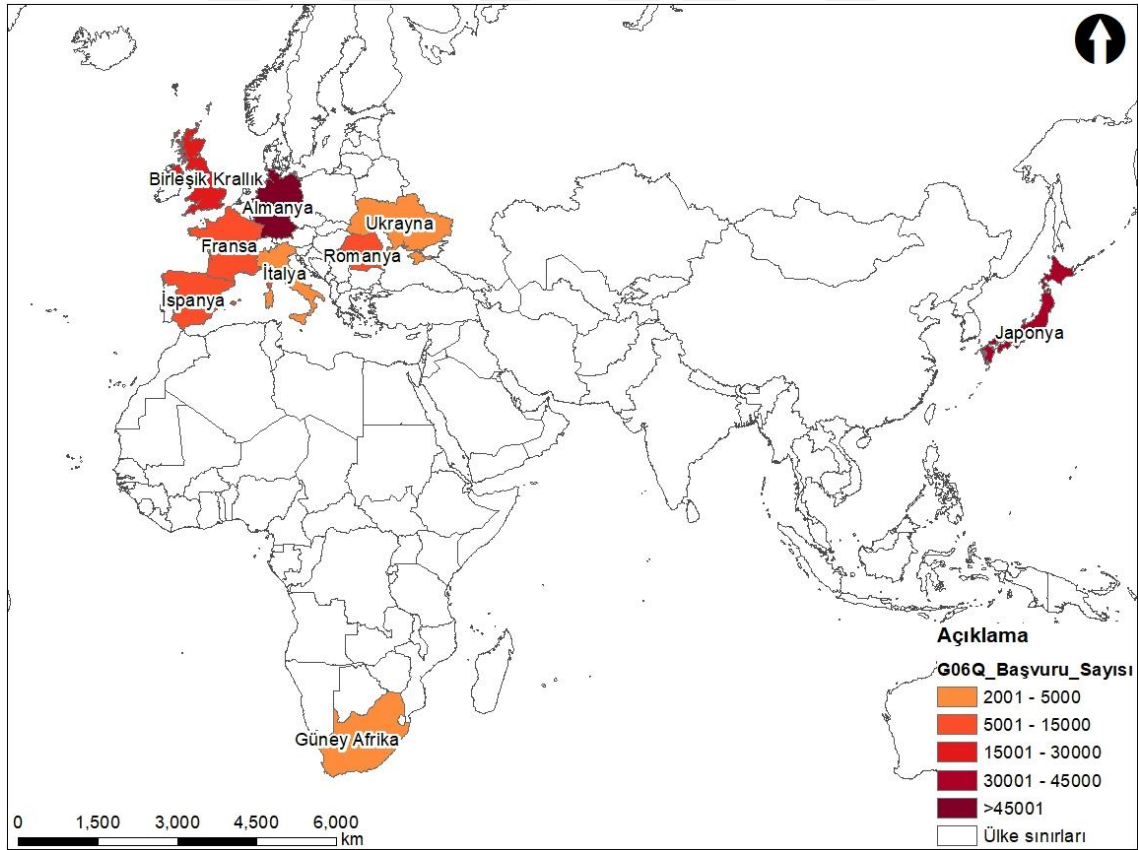 Birleşik Krallık
Almanya
Ukrayna
Fransa
Romanya
İtalya
İspanya
Japonya
Güney Afrika
Açıklama
G06Q_Başvuru_Sayısı
2001 - 5000
5001 - 15000
15001 - 30000
30001 - 45000
>45001
Ülke sınırları
0 1,500 3,000 4,500 6,000
km